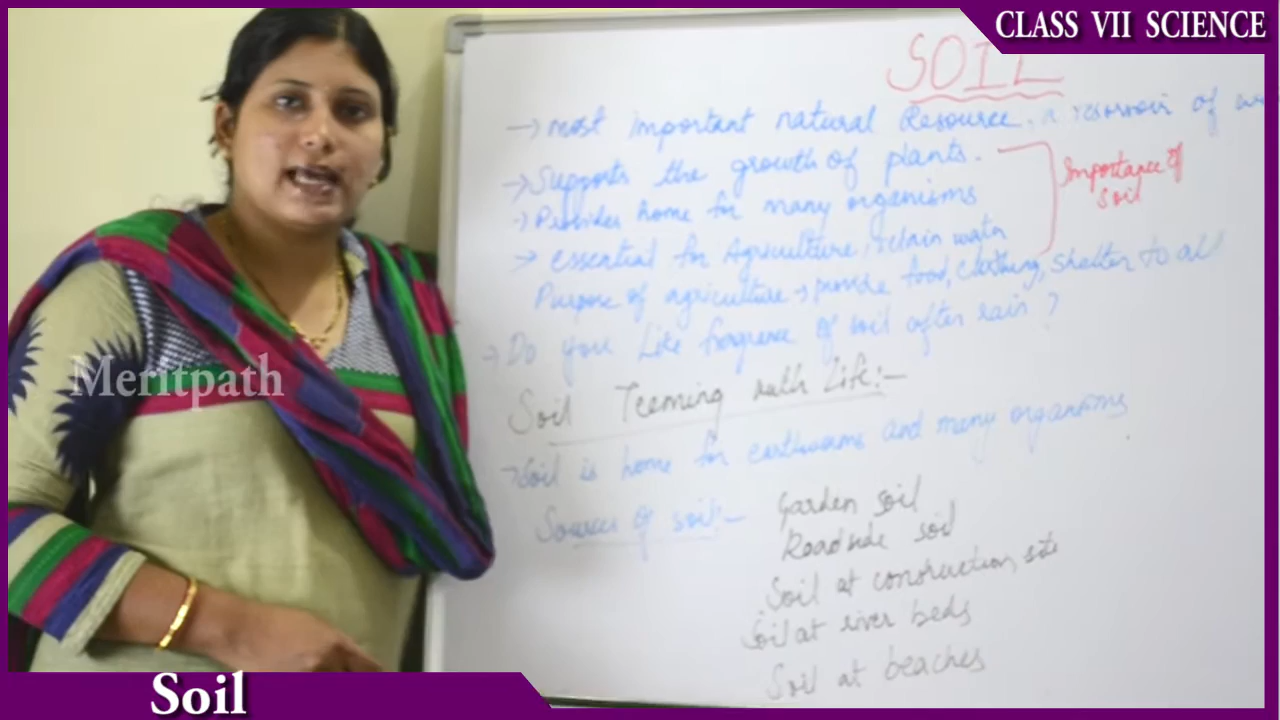 CLASS VII SCIENCE
SOIL
→ most important natural Resource, a reservoir of
→ Supports the growth of plants.
→ Provides home for many organisms
→ essential for Agriculture, retain water
Importance of
soil
Purpose of agriculture → provide food, clothing, shelter to all
→ Do you like fragrance of soil after rain?
Soil Teeming with Life:-
→ Soil is home for earthworms and many organisms
Sources of soil:- Garden soil
Roadside soil
Soil at construction site
Soil at river beds
Soil at beaches
Meritpath
Soil